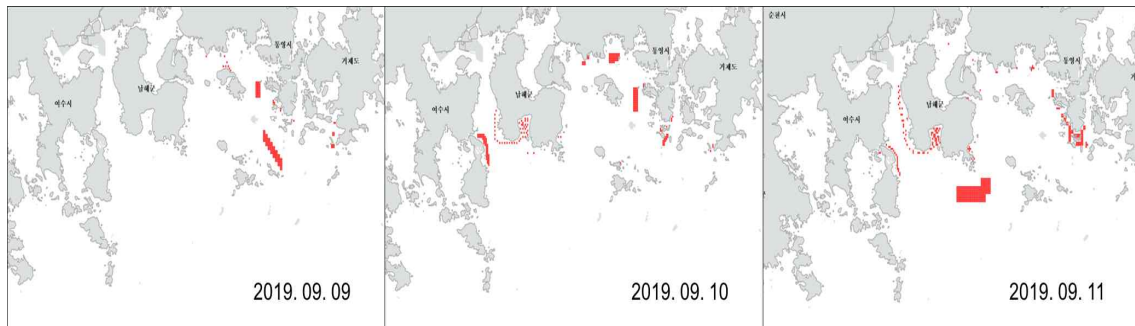 통영시
거제도
남해군
여수시
2019. 09. 09
통영시
거제도
남해군
여수시
2019. 09. 10
순천시
통영시
남해군
여수시
2019. 09. 11